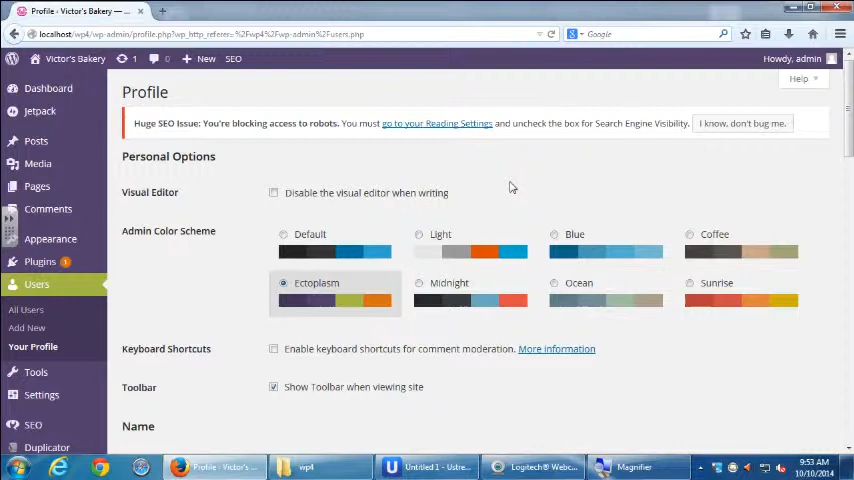 Profile ‹ Victor's Bakery ...
localhost/wp4/wp-admin/profile.php?wp_http_referer=%2Fwp4%2Fwp-admin%2Fusers.php
Google
Victor's Bakery 1 0 + New SEO Howdy, admin
Help
Dashboard
Jetpack
Posts
Media
Pages
Comments
Appearance
Plugins 1
Users
All Users
Add New
Your Profile
Tools
Settings
SEO
Duplicator
Profile
Huge SEO Issue: You're blocking access to robots. You must go to your Reading Settings and uncheck the box for Search Engine Visibility. I know, don't bug me.
Personal Options
Visual Editor Disable the visual editor when writing
Admin Color Scheme Default Light Blue Coffee
Ectoplasm Midnight Ocean Sunrise
Keyboard Shortcuts Enable keyboard shortcuts for comment moderation. More information
Toolbar Show Toolbar when viewing site
Name
Profile ‹ Victor's B... wp4 Untitled 1 - Ustre... Logitech® Webc... Magnifier 9:53 AM
10/10/2014